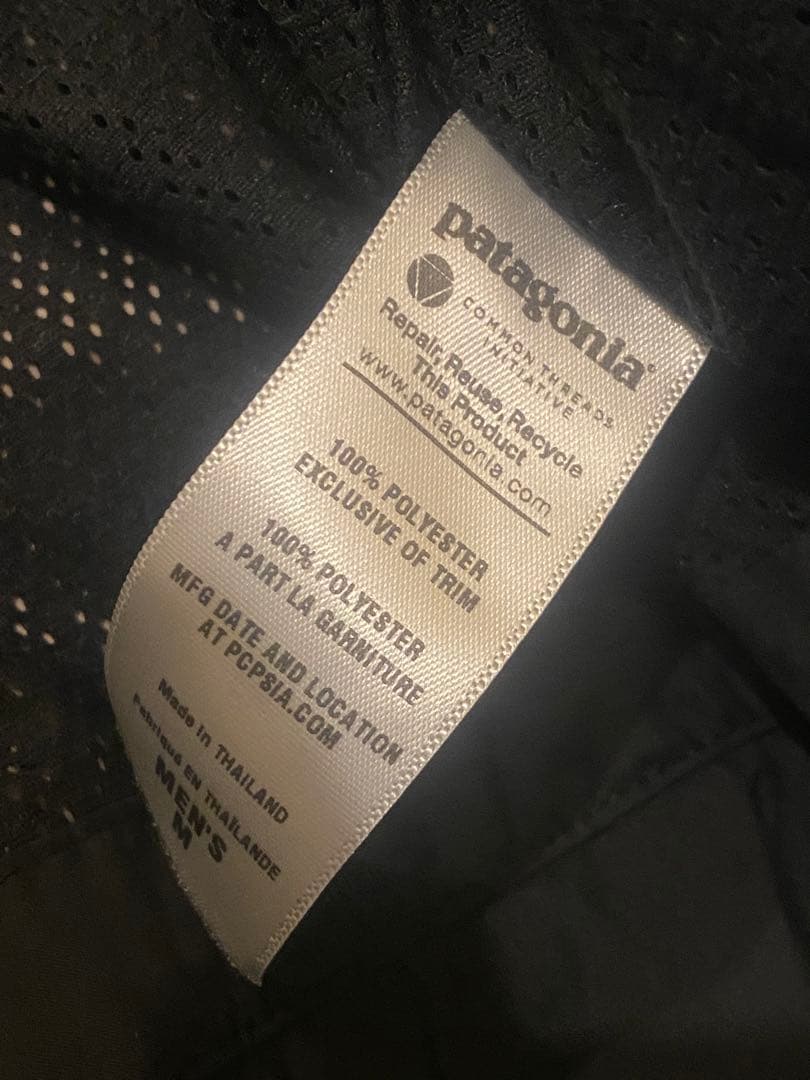 patagonia®
COMMON THREADS
INITIATIVE
Repair, Reuse, Recycle
This Product
www.patagonia.com
100% POLYESTER
EXCLUSIVE OF TRIM
100% POLYESTER
A PART LA GARNITURE
MFG DATE AND LOCATION
AT PCPSIA.COM
Made in THAILAND
Fabriqué EN THAÏLANDE
MEN'S
M